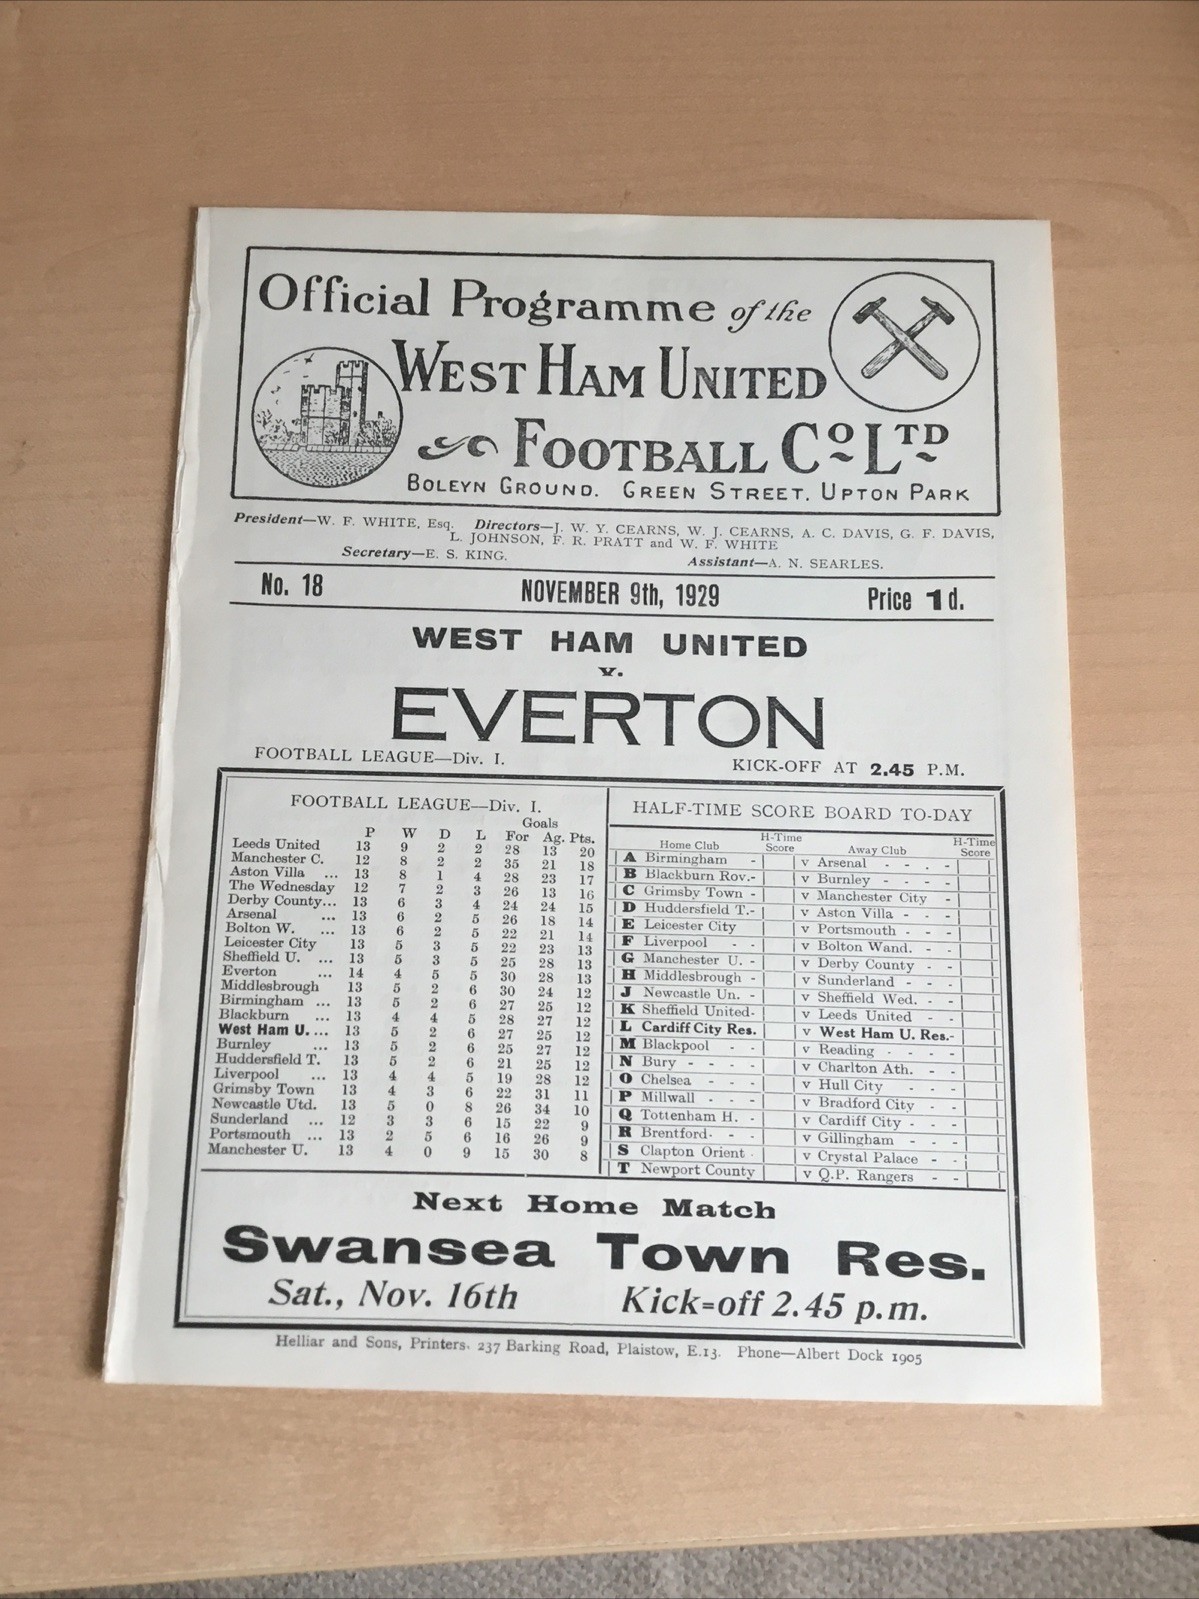 Official Programme of the
WEST HAM UNITED
FOOTBALL CO LTD
BOLEYN GROUND. GREEN STREET. UPTON PARK
President—W. F. WHITE, Esq. Directors—J. W. Y. CEARNS, W. J. CEARNS, A. C. DAVIS, G. F. DAVIS,
L. JOHNSON, F. R. PRATT and W. F. WHITE
Secretary—E. S. KING. Assistant—A. N. SEARLES.
No. 18 NOVEMBER 9th, 1929 Price 1d.
WEST HAM UNITED
v.
EVERTON
FOOTBALL LEAGUE—Div. I. KICK-OFF AT 2.45 P.M.
FOOTBALL LEAGUE—Div. I.
Goals
P W D L For Ag. Pts.
Leeds United 13 9 2 2 28 13 20
Manchester C. 12 8 2 2 35 21 18
Aston Villa ... 13 8 1 4 28 23 17
The Wednesday 12 7 2 3 26 13 16
Derby County... 13 6 3 4 24 24 15
Arsenal ... 13 6 2 5 26 18 14
Bolton W. ... 13 6 2 5 22 21 14
Leicester City 13 5 3 5 22 23 13
Sheffield U. ... 13 5 3 5 25 28 13
Everton ... 14 4 5 5 30 28 13
Middlesbrough 13 5 2 6 30 24 12
Birmingham ... 13 5 2 6 27 25 12
Blackburn ... 13 4 4 5 28 27 12
West Ham U. ... 13 5 2 6 27 25 12
Burnley ... 13 5 2 6 25 27 12
Huddersfield T. 13 5 2 6 21 25 12
Liverpool ... 13 4 4 5 19 28 12
Grimsby Town 13 4 3 6 22 31 11
Newcastle Utd. 13 5 0 8 26 34 10
Sunderland ... 12 3 3 6 15 22 9
Portsmouth ... 13 2 5 6 16 26 9
Manchester U. 13 4 0 9 15 30 8
HALF-TIME SCORE BOARD TO-DAY
Home Club H-Time Score Away Club H-Time Score
A Birmingham - v Arsenal - - -
B Blackburn Rov.- v Burnley - - - -
C Grimsby Town - v Manchester City -
D Huddersfield T.- v Aston Villa - - -
E Leicester City v Portsmouth - - -
F Liverpool - - v Bolton Wand. - -
G Manchester U. - v Derby County - -
H Middlesbrough - v Sunderland - - -
J Newcastle Un. - v Sheffield Wed. - -
K Sheffield United- v Leeds United - -
L Cardiff City Res. v West Ham U. Res.-
M Blackpool - - v Reading - - - -
N Bury - - - - v Charlton Ath. - -
O Chelsea - - - v Hull City - - -
P Millwall - - - v Bradford City - -
Q Tottenham H. - v Cardiff City - - -
R Brentford- - - v Gillingham - - -
S Clapton Orient - v Crystal Palace - -
T Newport County v Q.P. Rangers - -
Next Home Match
Swansea Town Res.
Sat., Nov. 16th Kick=off 2.45 p.m.
Helliar and Sons, Printers. 237 Barking Road, Plaistow, E.13. Phone—Albert Dock 1905